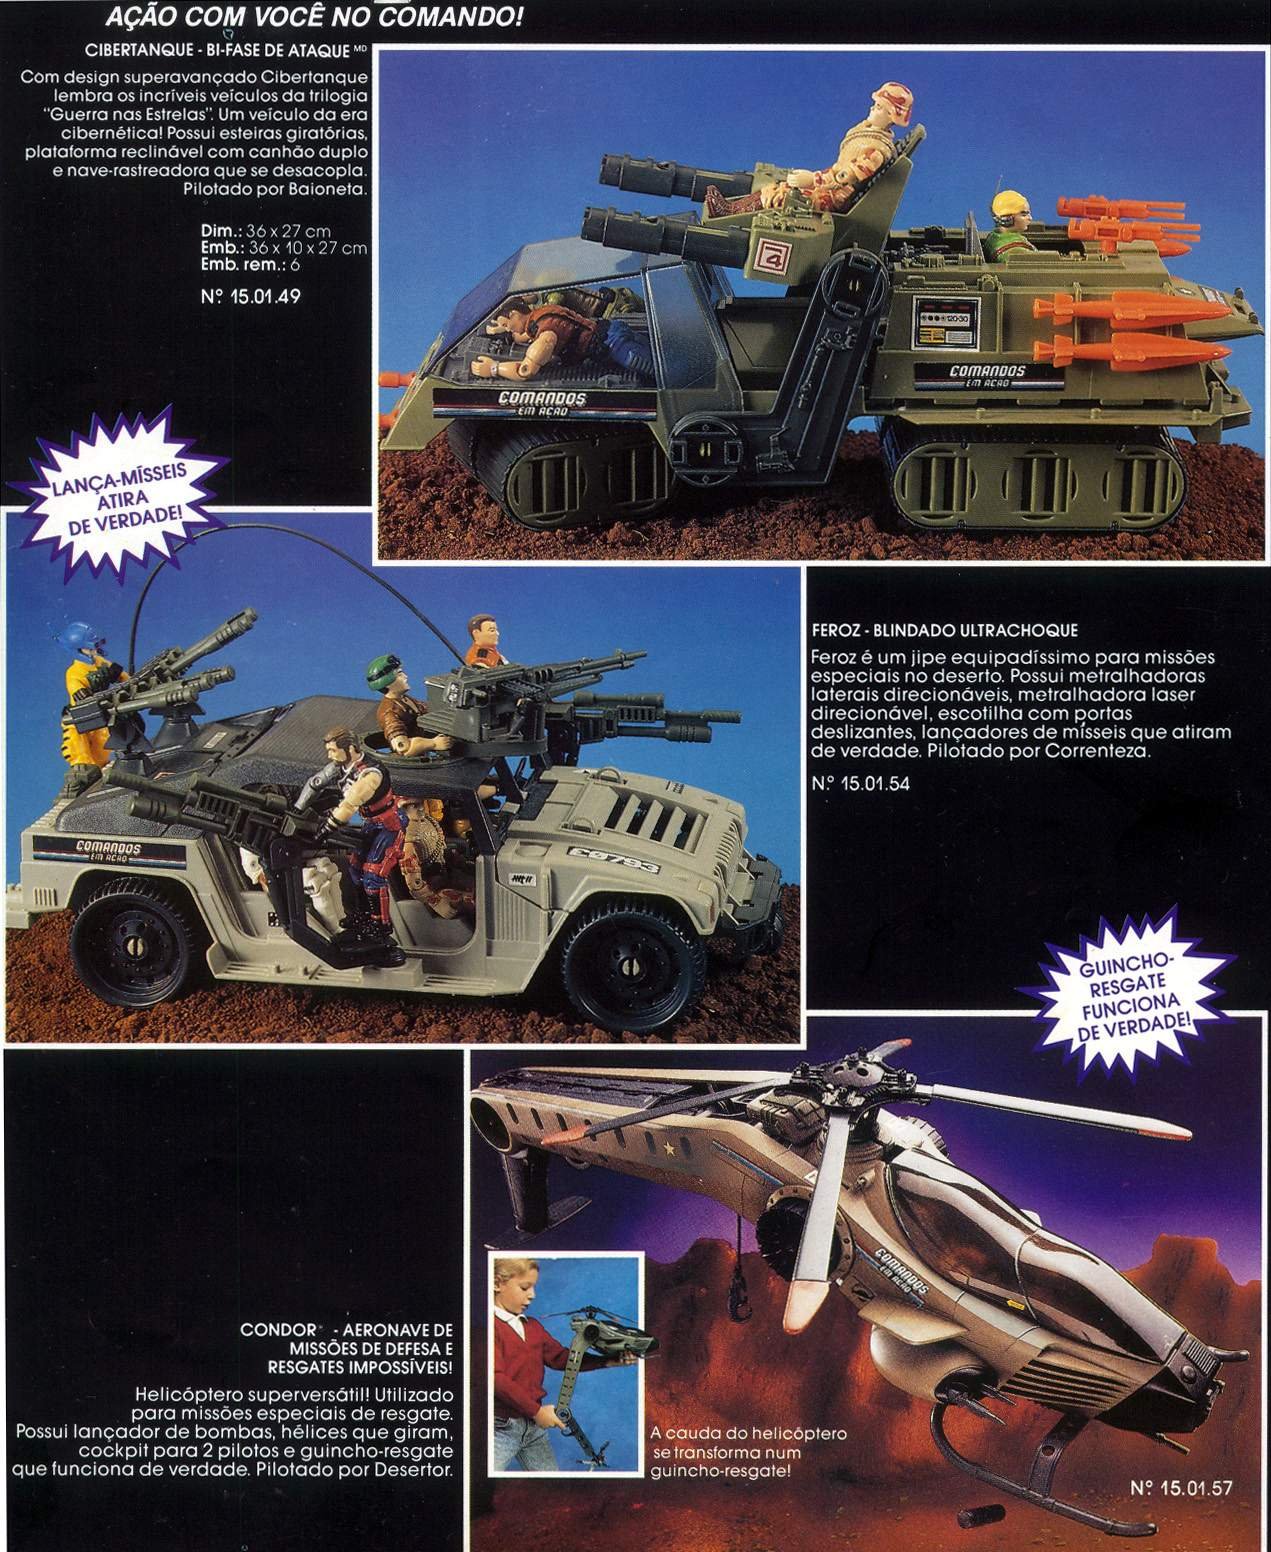 AÇÃO COM VOCÊ NO COMANDO!
CIBERTANQUE - BI-FASE DE ATAQUE MD
Com design superavançado Cibertanque
lembra os incríveis veículos da trilogia
"Guerra nas Estrelas". Um veículo da era
cibernética! Possui esteiras giratórias,
plataforma reclinável com canhão duplo
e nave-rastreadora que se desacopla.
Pilotado por Baioneta.
Dim.: 36 x 27 cm
Emb.: 36 x 10 x 27 cm
Emb. rem.: 6
Nº 15.01.49
4
120-30
COMANDOS
EM AÇÃO
COMANDOS
EM AÇÃO
LANÇA-MÍSSEIS
ATIRA
DE VERDADE!
COMANDOS
EM AÇÃO
E0793
FEROZ - BLINDADO ULTRACHOQUE
Feroz é um jipe equipadíssimo para missões
especiais no deserto. Possui metralhadoras
laterais direcionáveis, metralhadora laser
direcionável, escotilha com portas
deslizantes, lançadores de mísseis que atiram
de verdade. Pilotado por Correnteza.
Nº 15.01.54
GUINCHO-
RESGATE
FUNCIONA
DE VERDADE!
COMANDOS
EM AÇÃO
CONDOR - AERONAVE DE
MISSÕES DE DEFESA E
RESGATES IMPOSSÍVEIS!
Helicóptero superversátil! Utilizado
para missões especiais de resgate.
Possui lançador de bombas, hélices que giram,
cockpit para 2 pilotos e guincho-resgate
que funciona de verdade. Pilotado por Desertor.
A cauda do helicóptero
se transforma num
guincho-resgate!
Nº 15.01.57